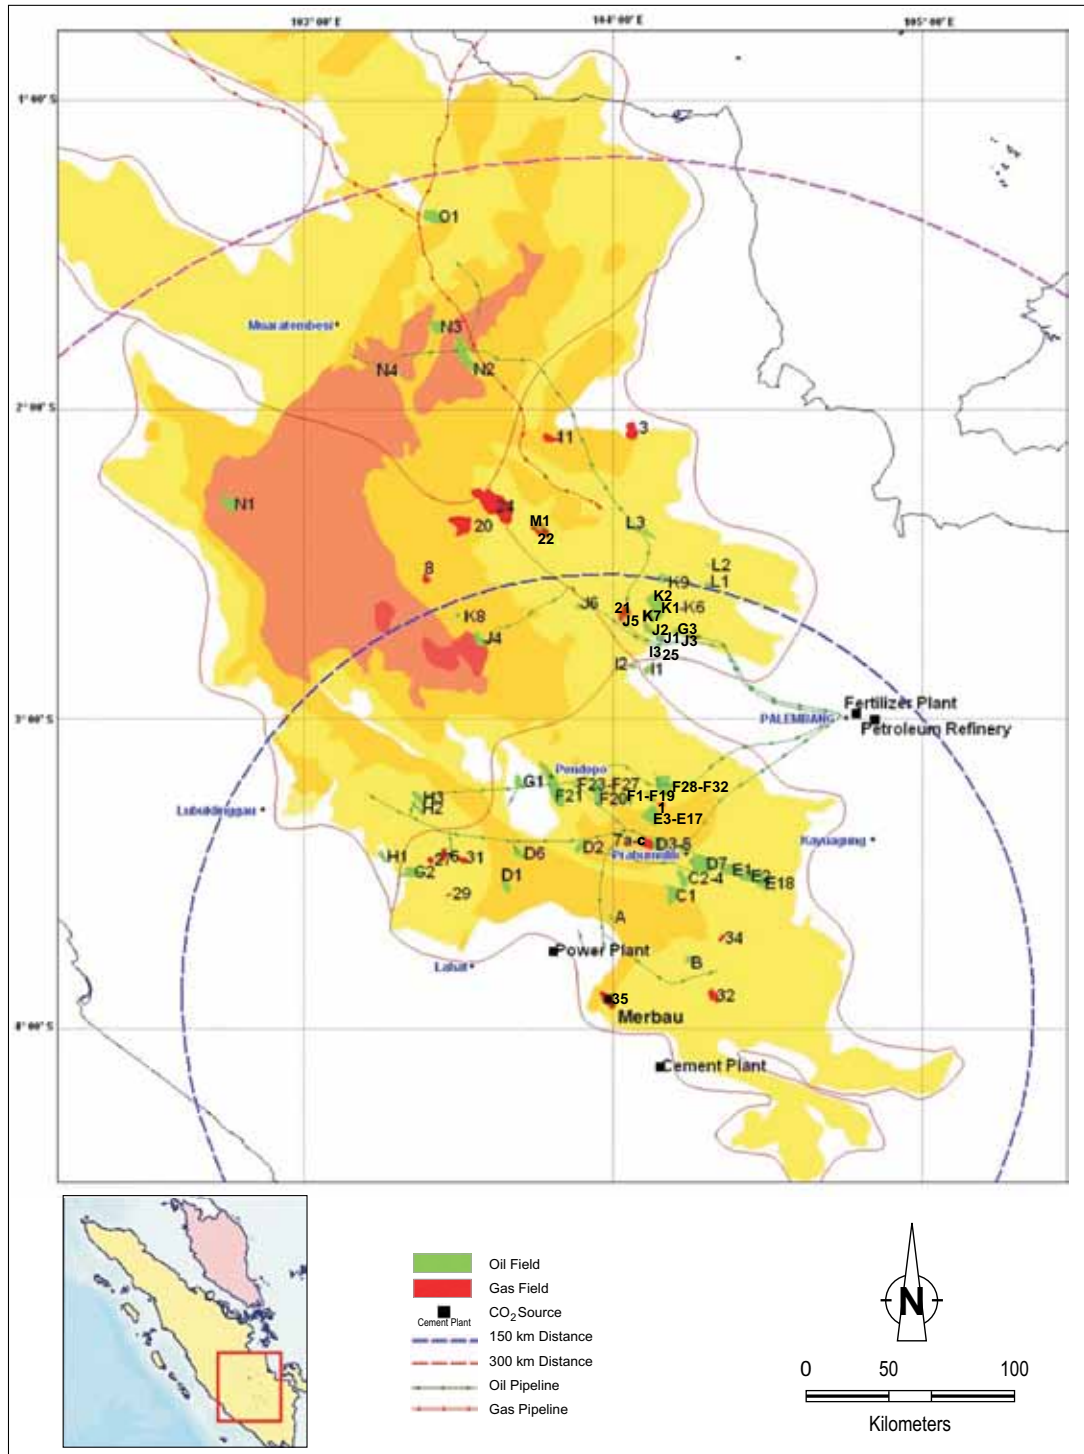 103°00'E 104°00'E 105°00'E
1°00'S
O1
Muaratembesi
N3
N4 N2
2°00'S
11 3
N1
24
20
M1
L3
22
8
L2
K9 L1
K2
J6 21 K1 K6
K8 J5 K7
J2 G3
J4 J1 J3
I3
25
I2 I1
3°00'S
Fertilizer Plant
PALEMBANG
Petroleum Refinery
Pendopo
G1 F23-F27 F28-F32
H3 F21 F20 F1-F19
H2 1
Lubuklinggau
E3-E17
7a-c D3-5 Kayuagung
D2
H1 27 6 31 D6 Prabumulih
D7 E1 E2
G2 D1 C2-4 E18
29 C1
A
34
Power Plant
B
Lahat
35 32
Merbau
4°00'S
Cement Plant
Oil Field
Gas Field
CO2 Source
Cement Plant
150 km Distance
300 km Distance
Oil Pipeline
Gas Pipeline
N
0 50 100
Kilometers